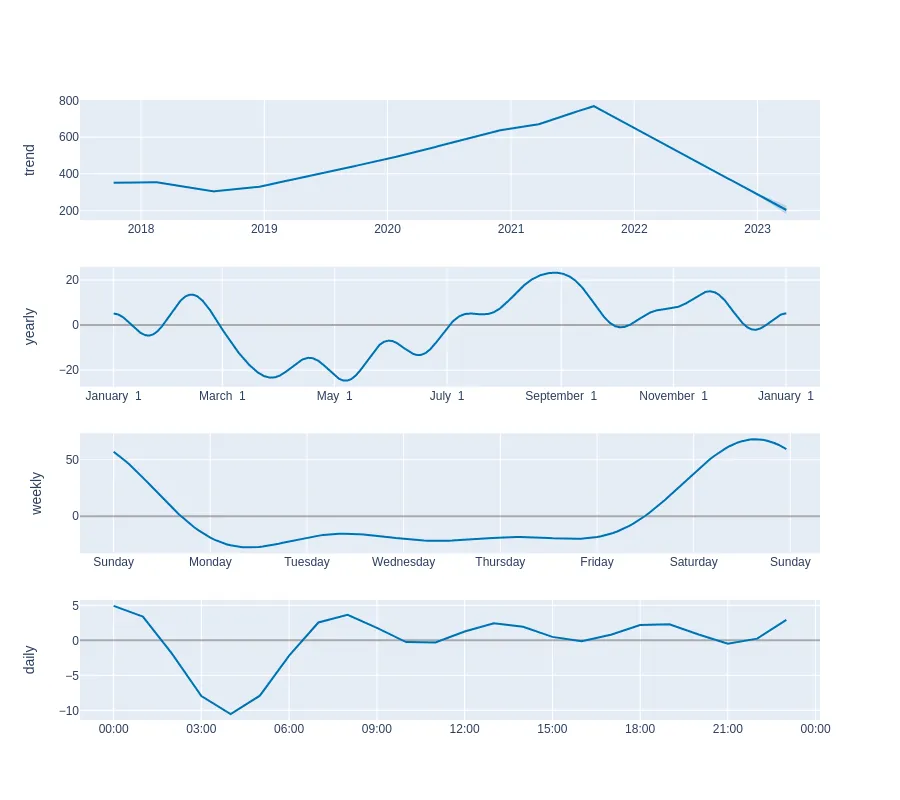 trend
800
600
400
200
2018 2019 2020 2021 2022 2023
yearly
20
0
−20
January 1 March 1 May 1 July 1 September 1 November 1 January 1
weekly
50
0
Sunday Monday Tuesday Wednesday Thursday Friday Saturday Sunday
daily
5
0
−5
−10
00:00 03:00 06:00 09:00 12:00 15:00 18:00 21:00 00:00